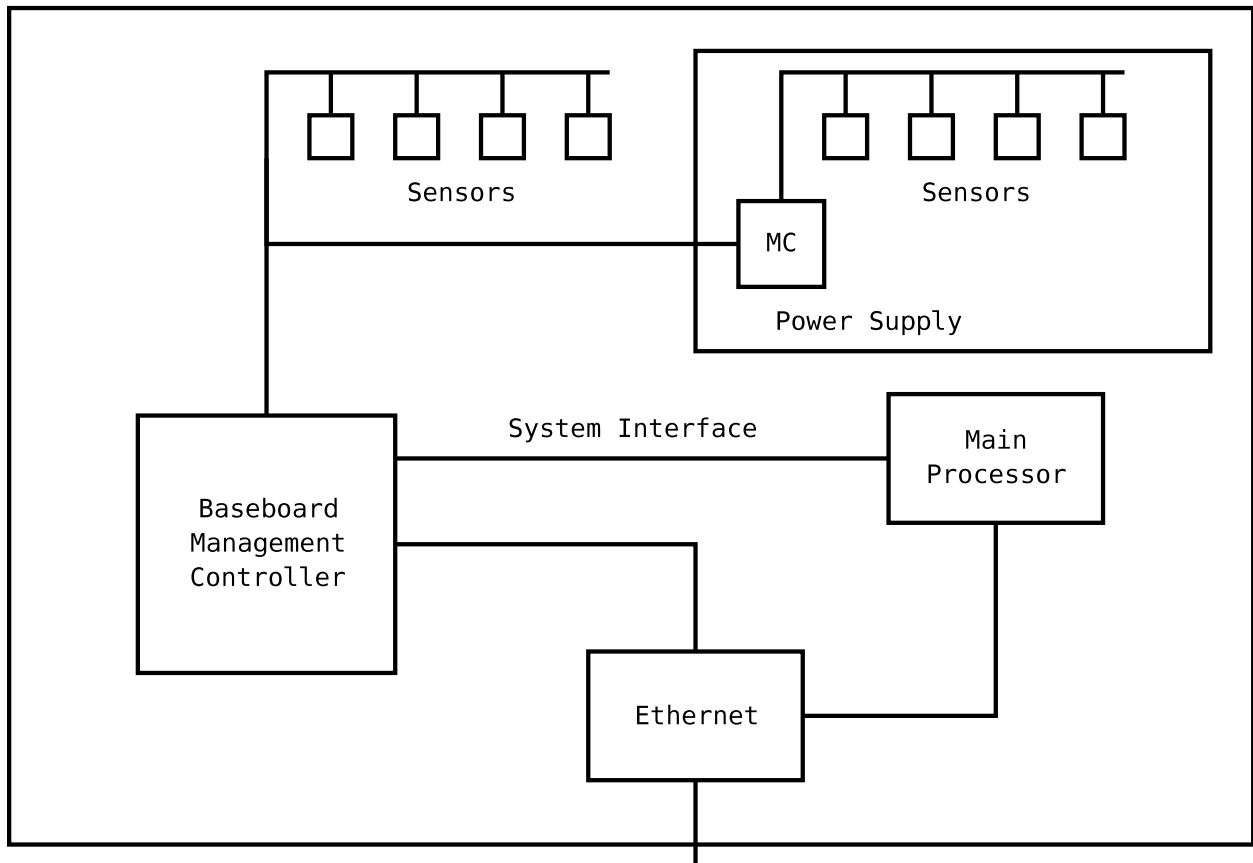 Sensors
Sensors
MC
Power Supply
System Interface
Main
Processor
Baseboard
Management
Controller
Ethernet